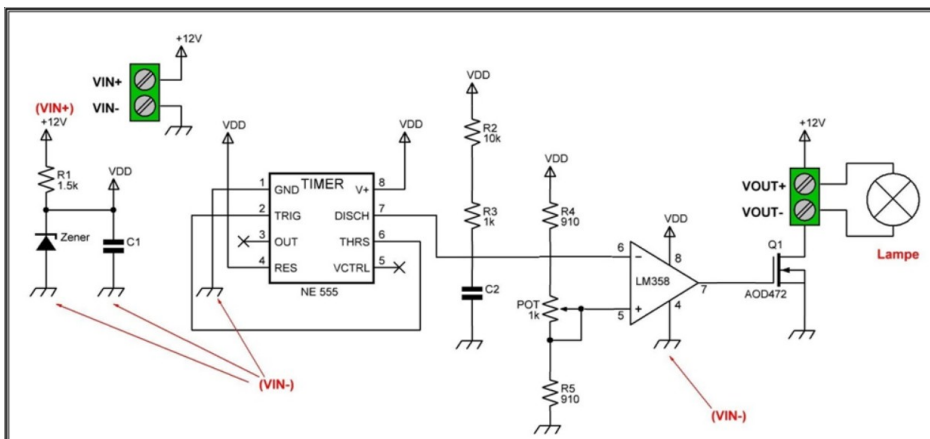 +12V
VIN+
VIN-
(VIN+)
+12V
R1
1.5k
VDD
Zener
C1
VDD
VDD
1
GND
TIMER
V+
8
2
TRIG
DISCH
7
3
OUT
THRS
6
4
RES
VCTRL
5
NE 555
(VIN-)
VDD
R2
10k
R3
1k
C2
VDD
R4
910
POT
1k
R5
910
6
5
VDD
8
LM358
7
4
(VIN-)
+12V
VOUT+
VOUT-
Q1
AOD472
Lampe